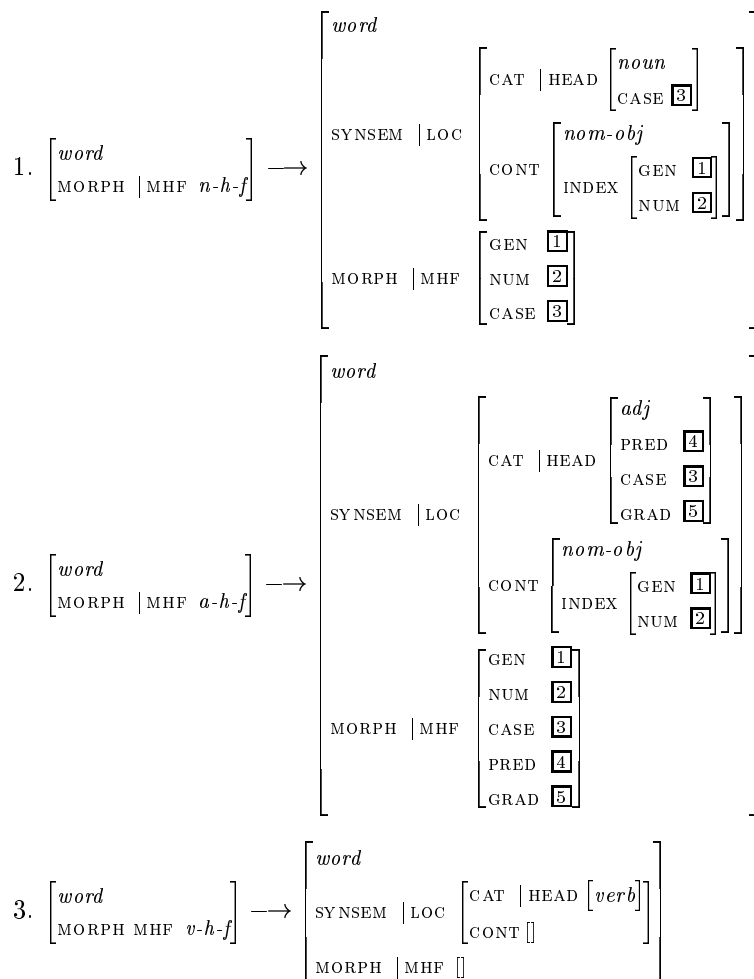 word
CAT | HEAD noun
CASE 3
SYNSEM | LOC
1. word
MORPH | MHF n-h-f →
CONT nom-obj
INDEX GEN 1
NUM 2
MORPH | MHF GEN 1
NUM 2
CASE 3
word
CAT | HEAD adj
PRED 4
CASE 3
GRAD 5
SYNSEM | LOC
2. word
MORPH | MHF a-h-f →
CONT nom-obj
INDEX GEN 1
NUM 2
MORPH | MHF GEN 1
NUM 2
CASE 3
PRED 4
GRAD 5
3. word
MORPH MHF v-h-f →
word
SYNSEM | LOC [CAT | HEAD [verb]
CONT []]
MORPH | MHF []